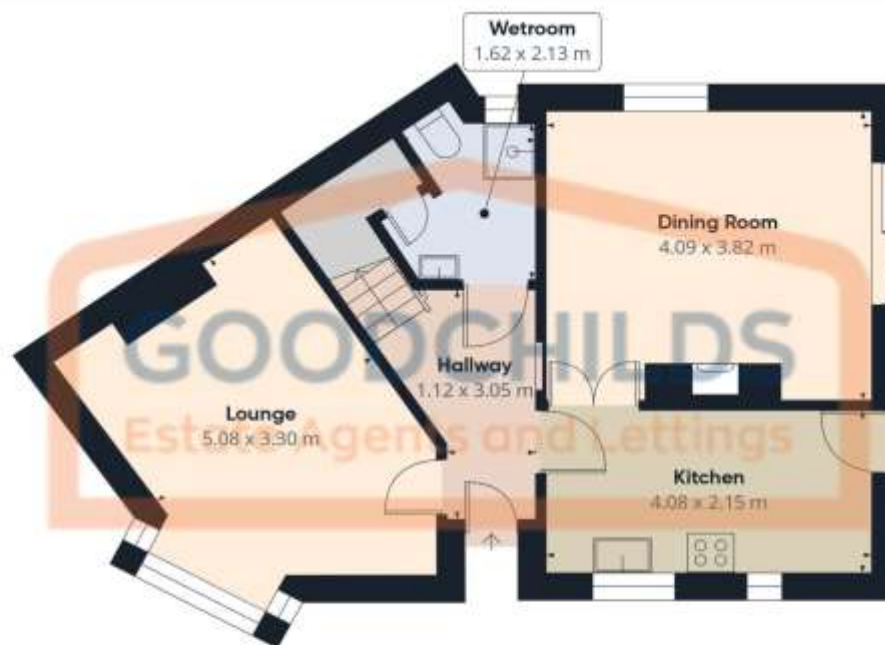 Wetroom
1.62 x 2.13 m
Dining Room
4.09 x 3.82 m
GOODCHILDS
Hallway
1.12 x 3.05 m
Lounge
5.08 x 3.30 m
Estate Agents and Lettings
Kitchen
4.08 x 2.15 m